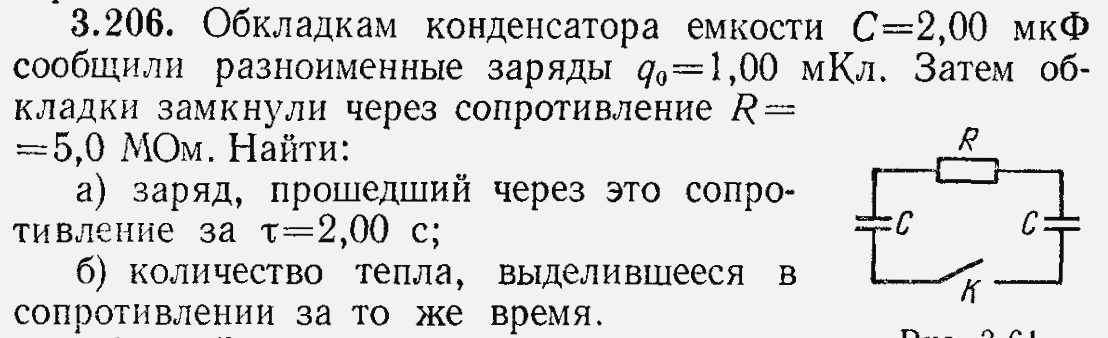 3.206. Обкладкам конденсатора емкости C=2,00 мкФ
сообщили разноименные заряды q₀=1,00 мКл. Затем об-
кладки замкнули через сопротивление R=
=5,0 МОм. Найти:
а) заряд, прошедший через это сопро-
тивление за τ=2,00 с;
б) количество тепла, выделившееся в
сопротивлении за то же время.
R
C
C
K